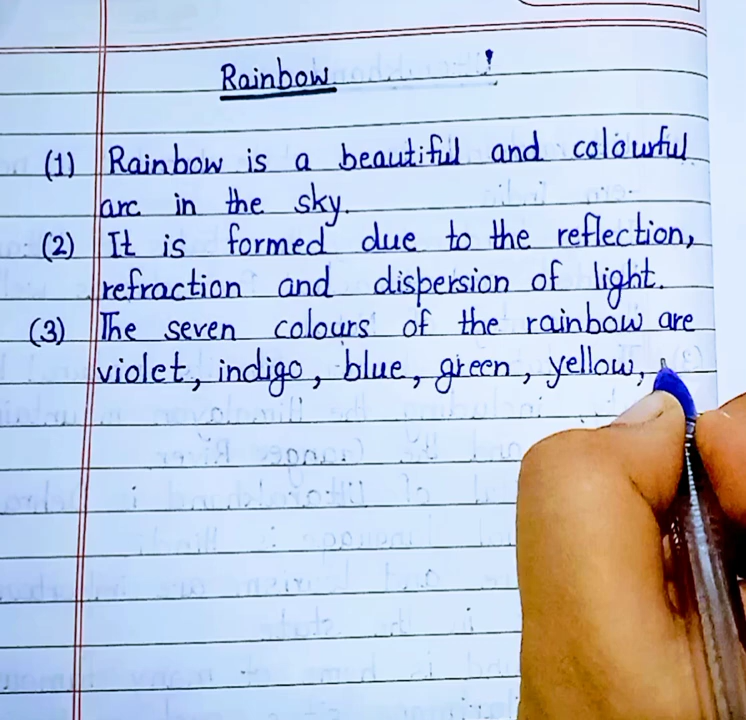 Rainbow
(1) Rainbow is a beautiful and colourful
arc in the sky.
(2) It is formed due to the reflection,
refraction and dispersion of light.
(3) The seven colours of the rainbow are
violet, indigo, blue, green, yellow,